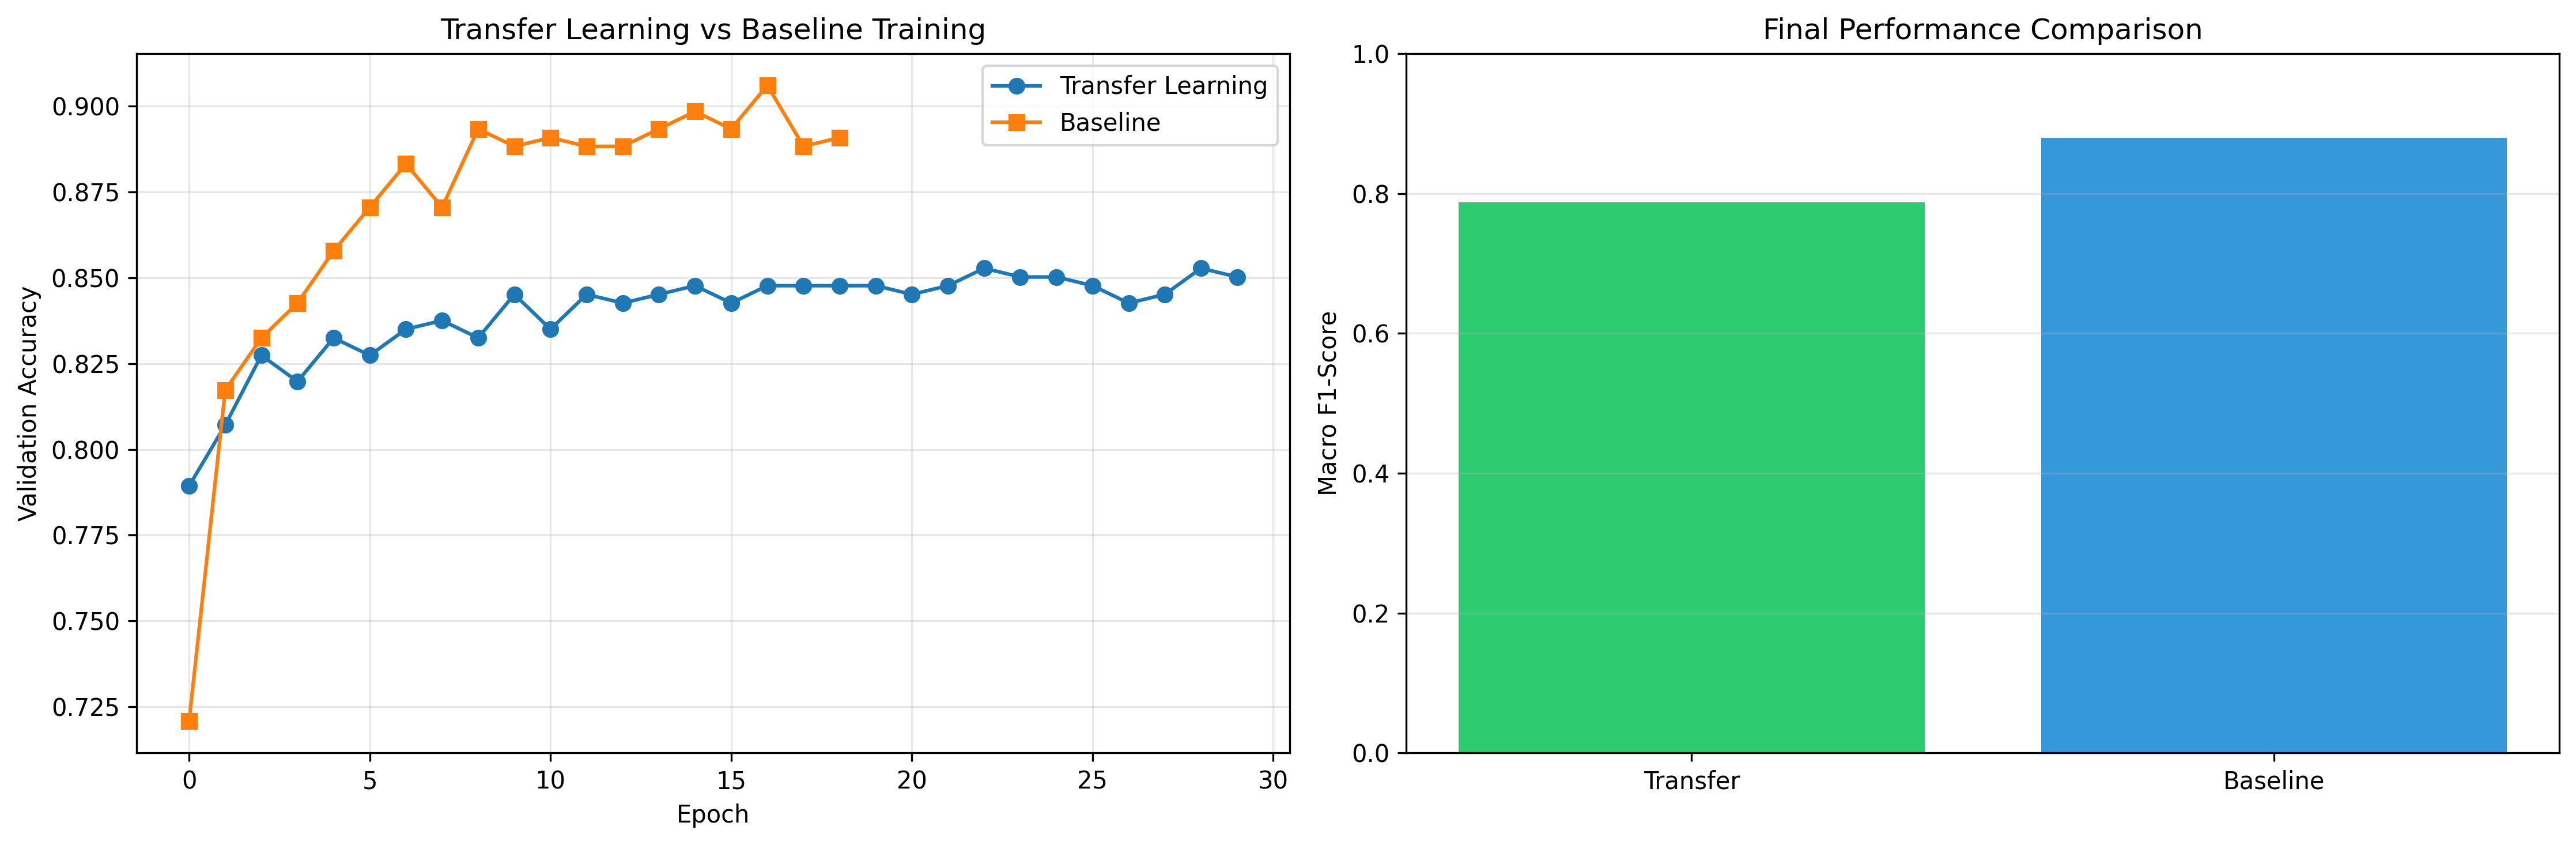 Transfer Learning vs Baseline Training
Validation Accuracy
0.900
0.875
0.850
0.825
0.800
0.775
0.750
0.725
0
5
10
15
20
25
30
Epoch
Transfer Learning
Baseline
Final Performance Comparison
Macro F1-Score
1.0
0.8
0.6
0.4
0.2
0.0
Transfer
Baseline